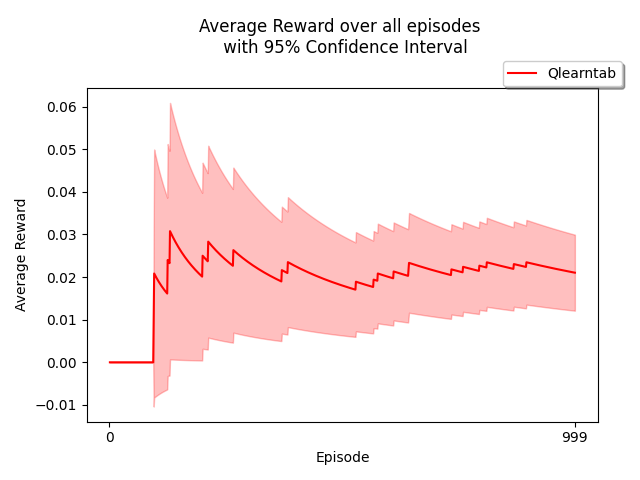 Average Reward over all episodes
with 95% Confidence Interval
Qlearntab
0.06
0.05
0.04
0.03
0.02
0.01
0.00
−0.01
Average Reward
0
999
Episode